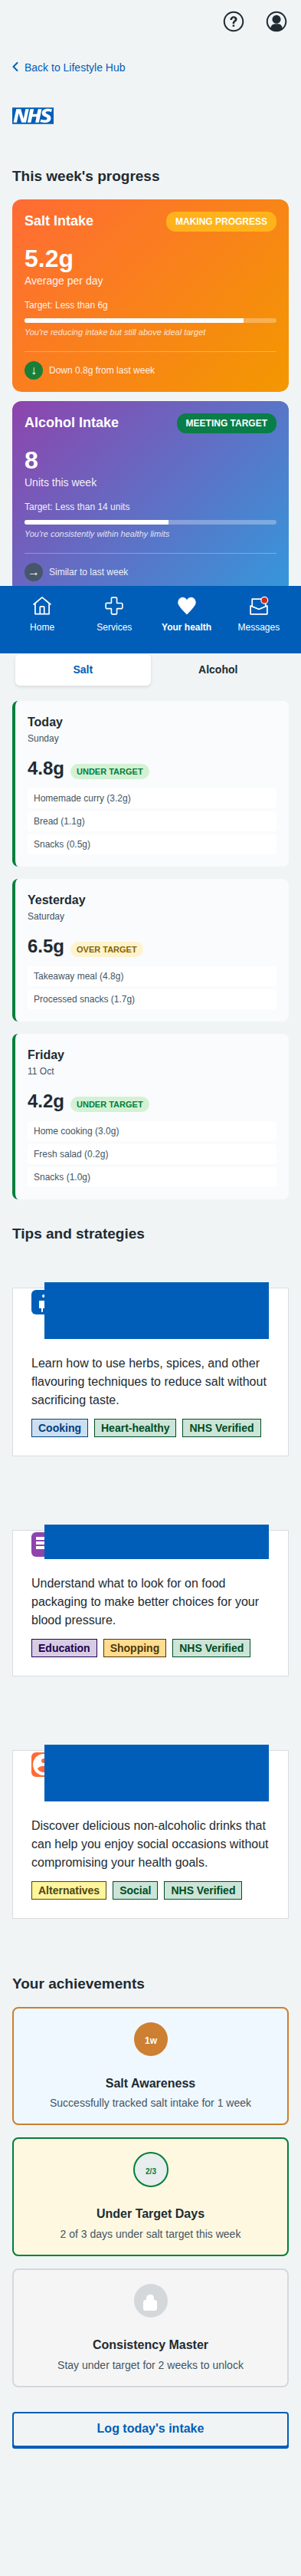 Back to Lifestyle Hub
NHS
This week's progress
Salt Intake
MAKING PROGRESS
5.2g
Average per day
Target: Less than 6g
You're reducing intake but still above ideal target
↓ Down 0.8g from last week
Alcohol Intake
MEETING TARGET
8
Units this week
Target: Less than 14 units
You're consistently within healthy limits
→ Similar to last week
Home
Services
Your health
Messages
Salt
Alcohol
Today
Sunday
4.8g UNDER TARGET
Homemade curry (3.2g)
Bread (1.1g)
Snacks (0.5g)
Yesterday
Saturday
6.5g OVER TARGET
Takeaway meal (4.8g)
Processed snacks (1.7g)
Friday
11 Oct
4.2g UNDER TARGET
Home cooking (3.0g)
Fresh salad (0.2g)
Snacks (1.0g)
Tips and strategies
Learn how to use herbs, spices, and other
flavouring techniques to reduce salt without
sacrificing taste.
Cooking
Heart-healthy
NHS Verified
Understand what to look for on food
packaging to make better choices for your
blood pressure.
Education
Shopping
NHS Verified
Discover delicious non-alcoholic drinks that
can help you enjoy social occasions without
compromising your health goals.
Alternatives
Social
NHS Verified
Your achievements
1w
Salt Awareness
Successfully tracked salt intake for 1 week
2/3
Under Target Days
2 of 3 days under salt target this week
Consistency Master
Stay under target for 2 weeks to unlock
Log today's intake